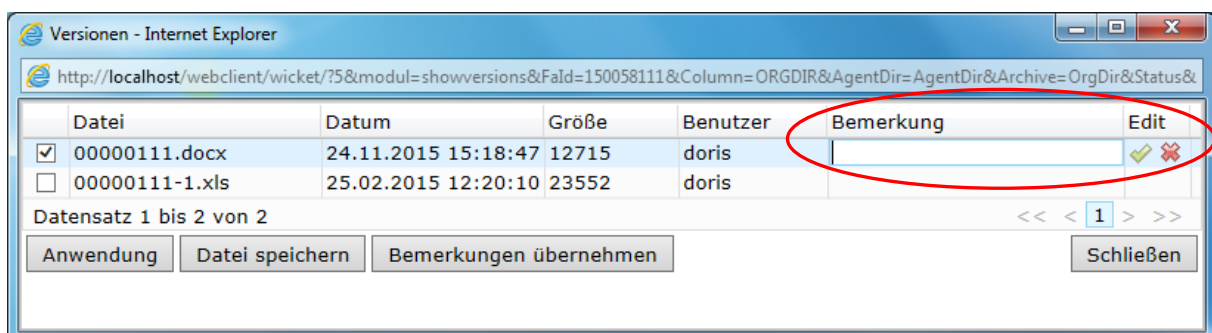 Versionen - Internet Explorer
http://localhost/webclient/wicket/?5&modul=showversions&FaId=150058111&Column=ORGDIR&AgentDir=AgentDir&Archive=OrgDir&Status&
Datei Datum Größe Benutzer Bemerkung Edit
00000111.docx 24.11.2015 15:18:47 12715 doris
00000111-1.xls 25.02.2015 12:20:10 23552 doris
Datensatz 1 bis 2 von 2 << < 1 > >>
Anwendung Datei speichern Bemerkungen übernehmen Schließen